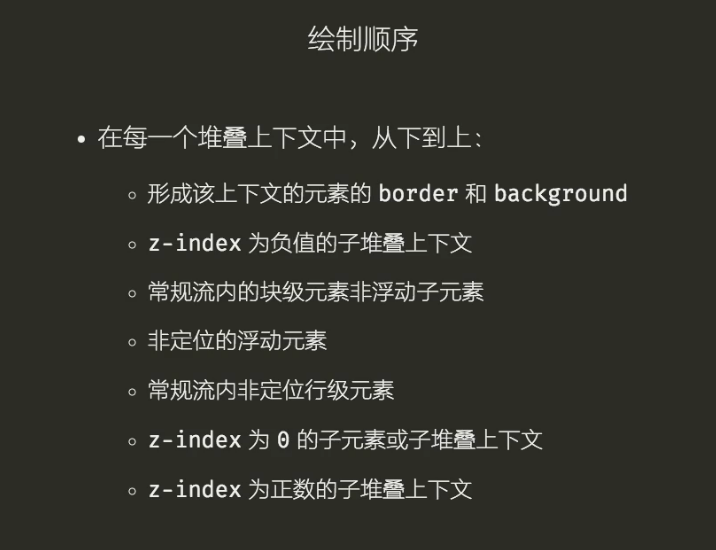 绘制顺序
• 在每一个堆叠上下文中，从下到上:
◦ 形成该上下文的元素的 border 和 background
◦ z-index 为负值的子堆叠上下文
◦ 常规流内的块级元素非浮动子元素
◦ 非定位的浮动元素
◦ 常规流内非定位行级元素
◦ z-index 为 0 的子元素或子堆叠上下文
◦ z-index 为正数的子堆叠上下文